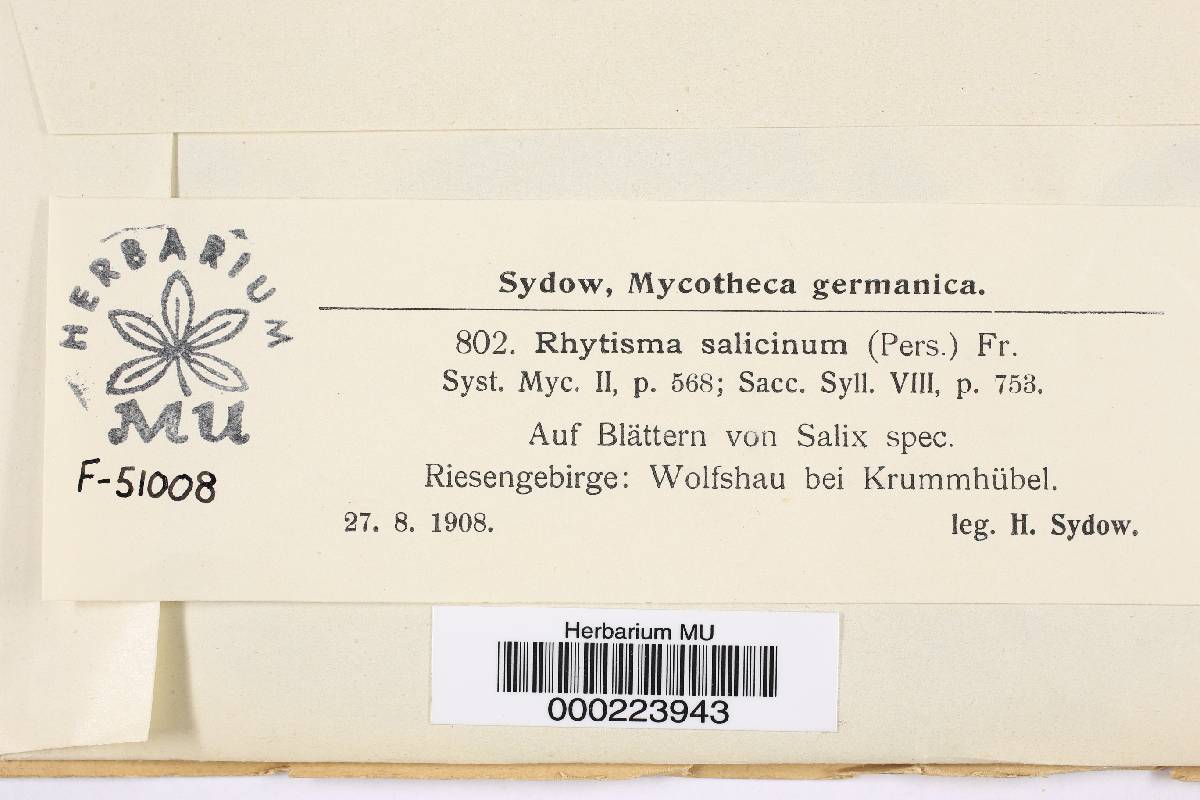 HERBARIUM
MU
F-51008
Sydow, Mycotheca germanica.
802. Rhytisma salicinum (Pers.) Fr.
Syst. Myc. II, p. 568; Sacc. Syll. VIII, p. 753.
Auf Blättern von Salix spec.
Riesengebirge: Wolfshau bei Krummhübel.
27. 8. 1908. leg. H. Sydow.
Herbarium MU
000223943